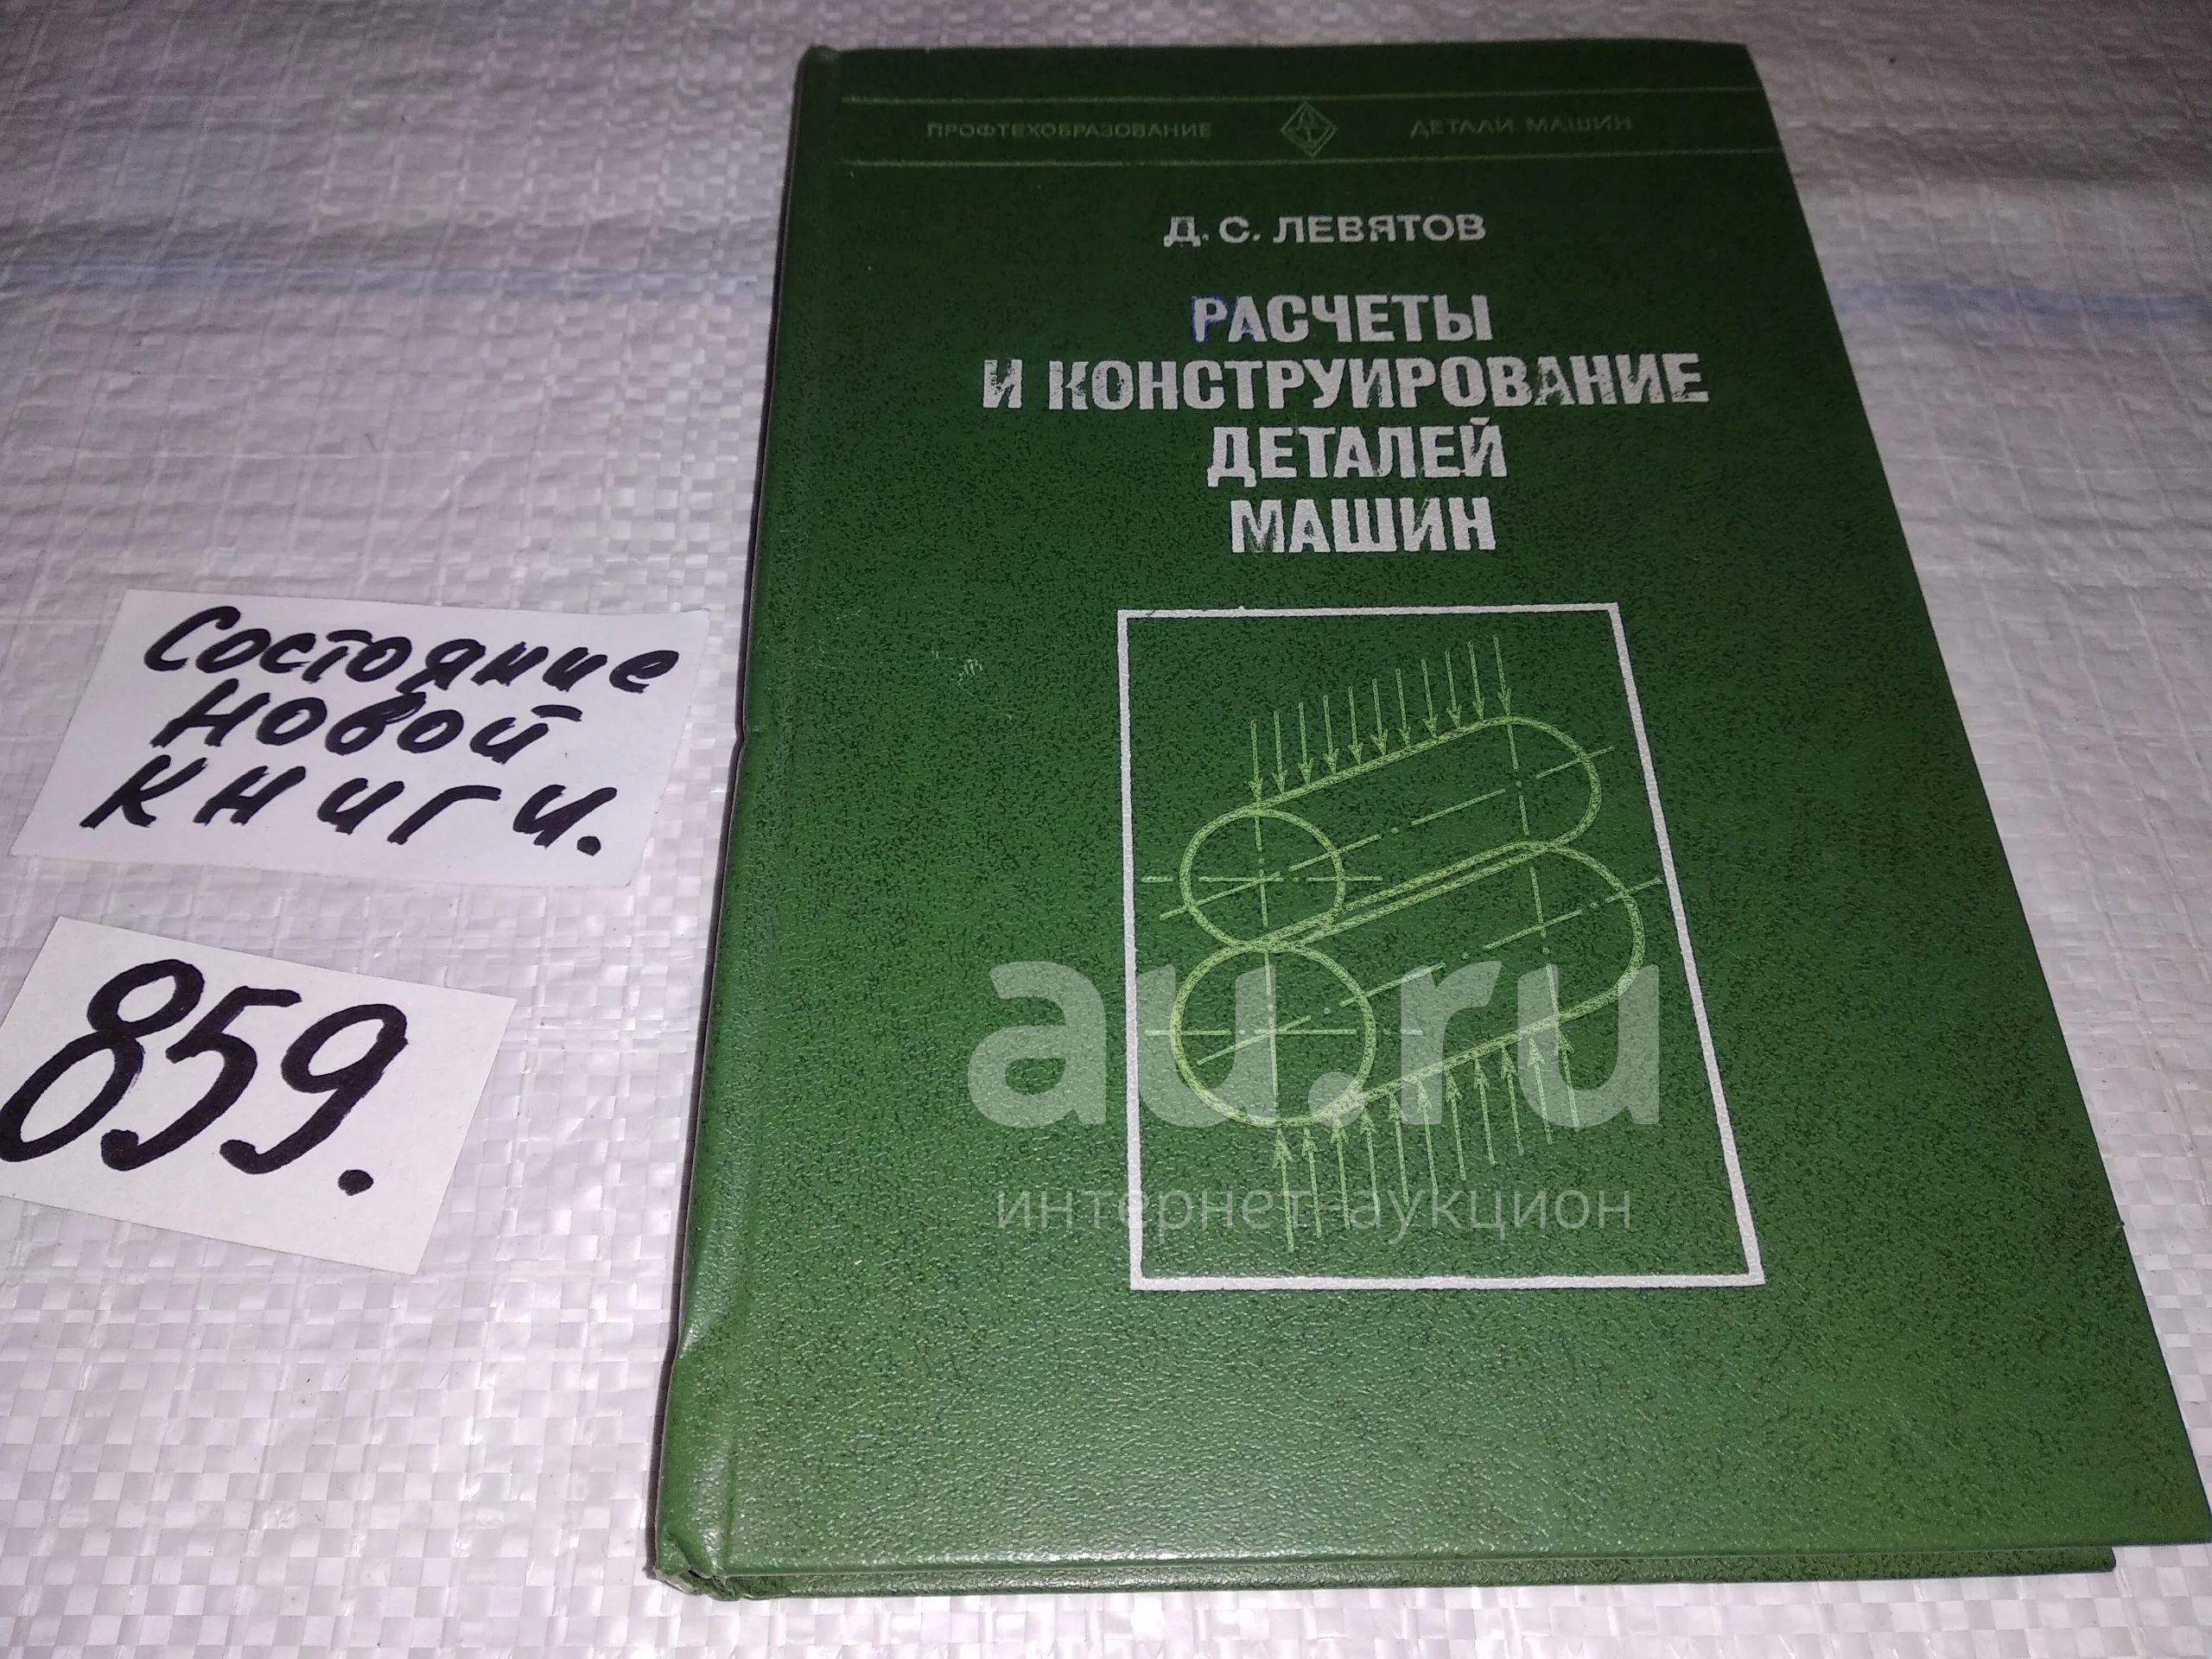 ПРОФТЕХОБРАЗОВАНИЕ ДЕТАЛИ МАШИН
Д. С. ЛЕВЯТОВ
РАСЧЕТЫ
И КОНСТРУИРОВАНИЕ
ДЕТАЛЕЙ
МАШИН
Состояние
новой
книги.
859.
au.ru
интернет-аукцион